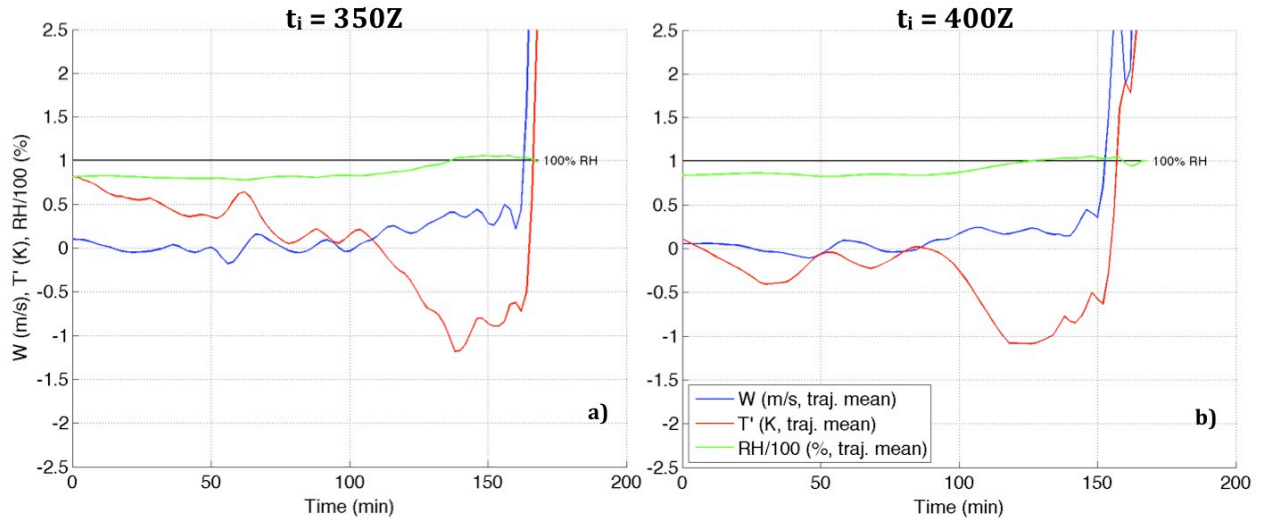 tᵢ = 350Z
2.5
2
1.5
1
0.5
0
-0.5
-1
-1.5
-2
-2.5
W (m/s), T' (K), RH/100 (%)
100% RH
a)
0 50 100 150 200
Time (min)
tᵢ = 400Z
2.5
2
1.5
1
0.5
0
-0.5
-1
-1.5
-2
-2.5
100% RH
W (m/s, traj. mean)
T' (K, traj. mean)
RH/100 (%, traj. mean)
b)
0 50 100 150 200
Time (min)